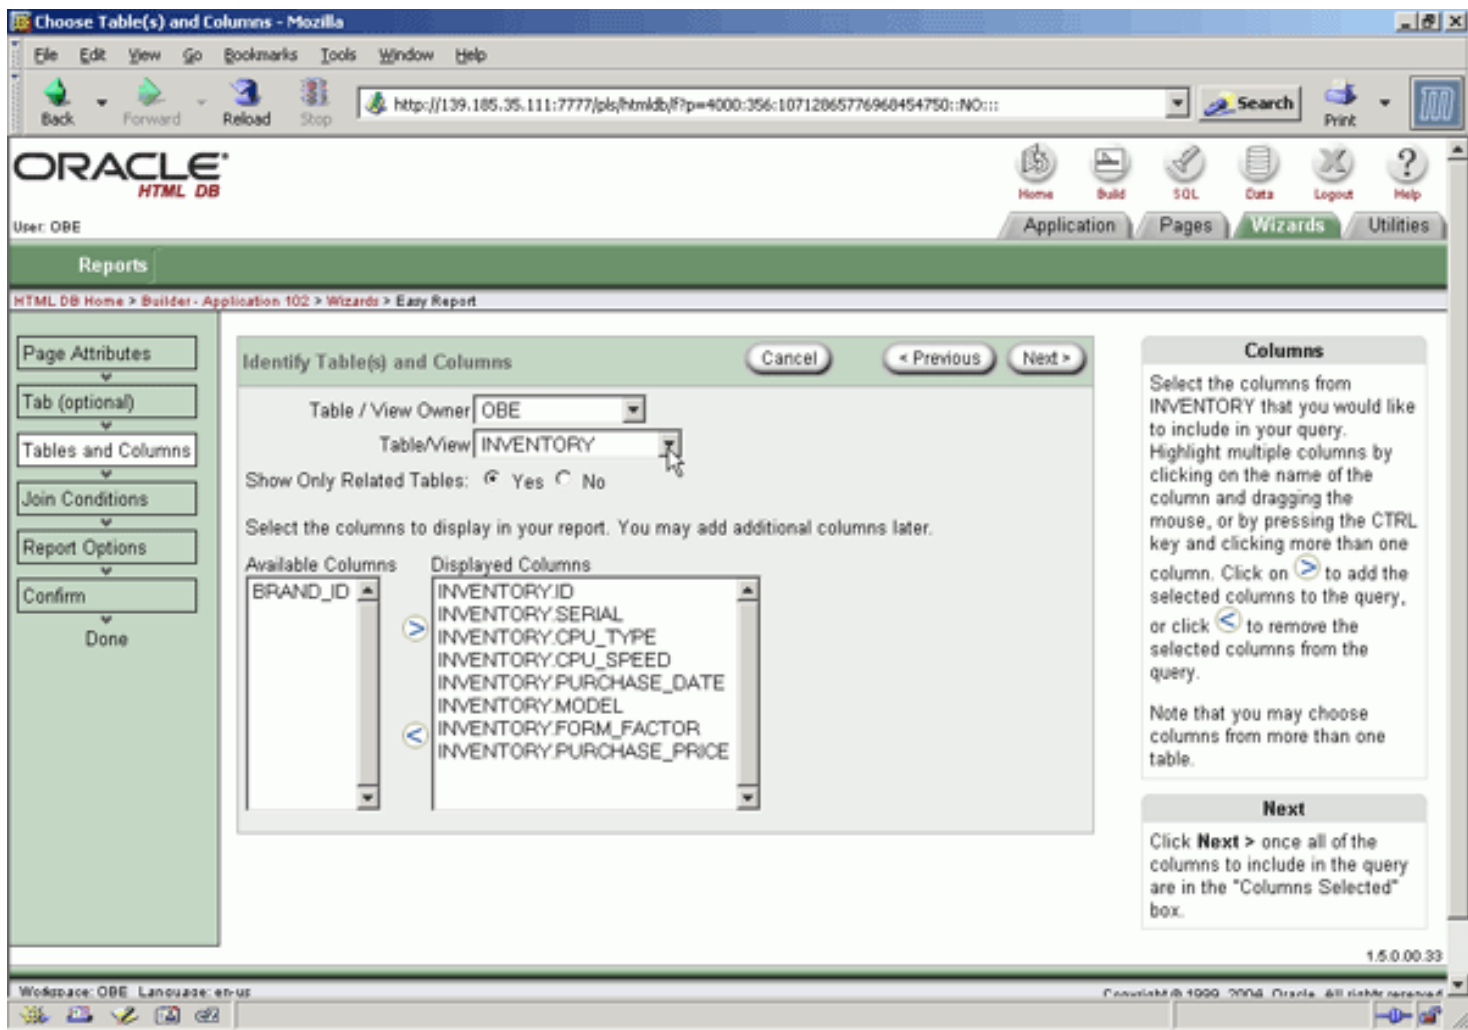 Choose Table(s) and Columns - Mozilla
File Edit View Go Bookmarks Tools Window Help
Back Forward Reload Stop
http://139.185.35.111:7777/pls/htmldb/f?p=4000:356:10712865776968454750::NO:::
Search
Print
ORACLE
HTML DB
Home Build SQL Data Logout Help
User: OBE
Application Pages Wizards Utilities
Reports
HTML DB Home > Builder - Application 102 > Wizards > Easy Report
Page Attributes
Tab (optional)
Tables and Columns
Join Conditions
Report Options
Confirm
Done
Identify Table(s) and Columns
Cancel
< Previous
Next >
Table / View Owner OBE
Table/View INVENTORY
Show Only Related Tables: Yes No
Select the columns to display in your report. You may add additional columns later.
Available Columns
BRAND_ID
>
<
Displayed Columns
INVENTORY.ID
INVENTORY.SERIAL
INVENTORY.CPU_TYPE
INVENTORY.CPU_SPEED
INVENTORY.PURCHASE_DATE
INVENTORY.MODEL
INVENTORY.FORM_FACTOR
INVENTORY.PURCHASE_PRICE
Columns
Select the columns from
INVENTORY that you would like
to include in your query.
Highlight multiple columns by
clicking on the name of the
column and dragging the
mouse, or by pressing the CTRL
key and clicking more than one
column. Click on > to add the
selected columns to the query,
or click < to remove the
selected columns from the
query.
Note that you may choose
columns from more than one
table.
Next
Click Next > once all of the
columns to include in the query
are in the "Columns Selected"
box.
1.5.0.00.33
Workspace: OBE Language: en-us
Copyright © 1999, 2004, Oracle. All rights reserved.